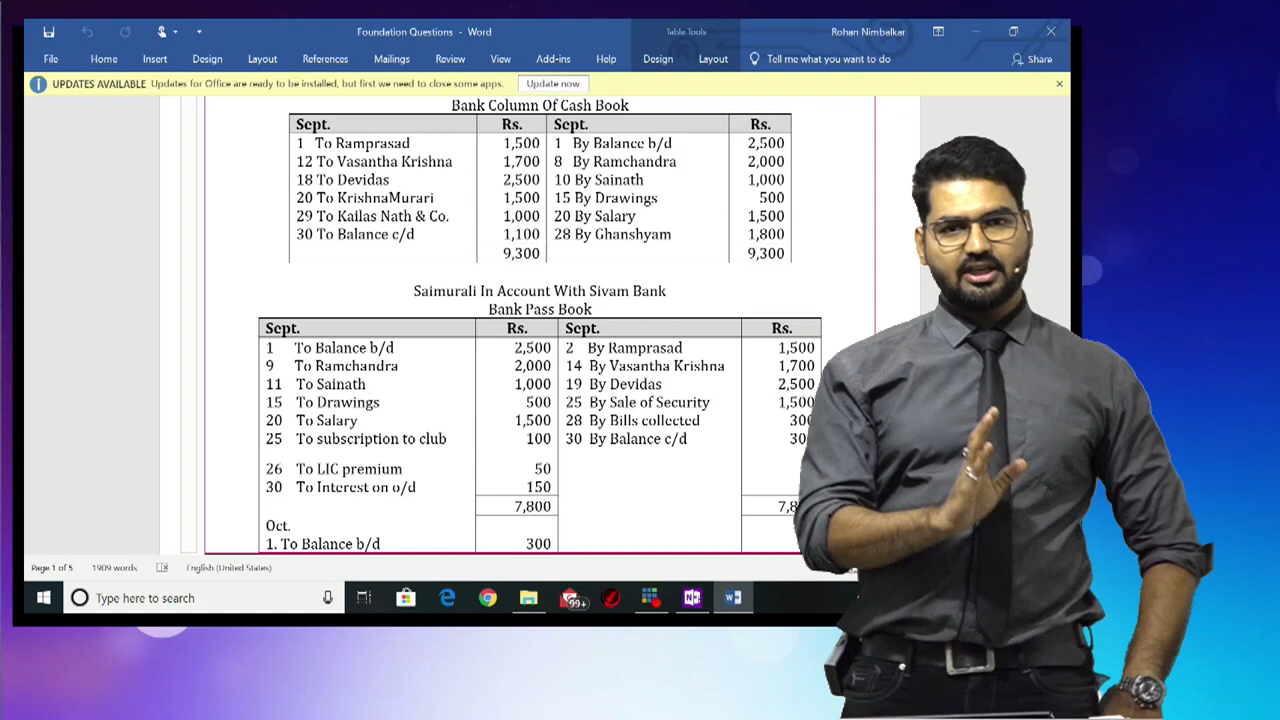 Foundation Questions - Word
Table Tools
Rohan Nimbalkar
File Home Insert Design Layout References Mailings Review View Add-ins Help Design Layout Tell me what you want to do Share
UPDATES AVAILABLE Updates for Office are ready to be installed, but first we need to close some apps. Update now
Bank Column Of Cash Book
Sept. Rs. Sept. Rs.
1 To Ramprasad 1,500 1 By Balance b/d 2,500
12 To Vasantha Krishna 1,700 8 By Ramchandra 2,000
18 To Devidas 2,500 10 By Sainath 1,000
20 To KrishnaMurari 1,500 15 By Drawings 500
29 To Kailas Nath & Co. 1,000 20 By Salary 1,500
30 To Balance c/d 1,100 28 By Ghanshyam 1,800
9,300 9,300
Saimurali In Account With Sivam Bank
Bank Pass Book
Sept. Rs. Sept. Rs.
1 To Balance b/d 2,500 2 By Ramprasad 1,500
9 To Ramchandra 2,000 14 By Vasantha Krishna 1,700
11 To Sainath 1,000 19 By Devidas 2,500
15 To Drawings 500 25 By Sale of Security 1,500
20 To Salary 1,500 28 By Bills collected 300
25 To subscription to club 100 30 By Balance c/d
26 To LIC premium 50
30 To Interest on o/d 150
7,800
Oct.
1. To Balance b/d 300
Page 1 of 5 1909 words English (United States)
Type here to search
99+